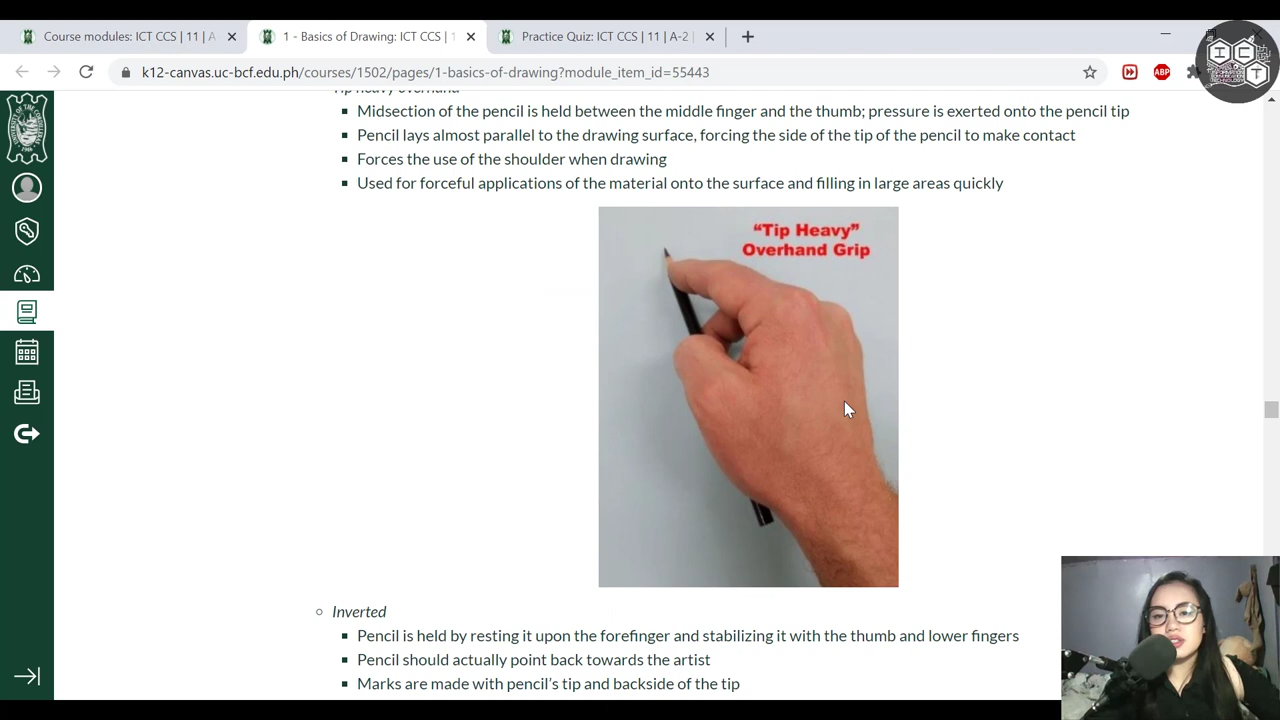 Course modules: ICT CCS | 11 | A
1 - Basics of Drawing: ICT CCS | 1
Practice Quiz: ICT CCS | 11 | A-2 |
k12-canvas.uc-bcf.edu.ph/courses/1502/pages/1-basics-of-drawing?module_item_id=55443
ABP
ICT
Tip heavy overhand
Midsection of the pencil is held between the middle finger and the thumb; pressure is exerted onto the pencil tip
Pencil lays almost parallel to the drawing surface, forcing the side of the tip of the pencil to make contact
Forces the use of the shoulder when drawing
Used for forceful applications of the material onto the surface and filling in large areas quickly
“Tip Heavy”
Overhand Grip
Inverted
Pencil is held by resting it upon the forefinger and stabilizing it with the thumb and lower fingers
Pencil should actually point back towards the artist
Marks are made with pencil’s tip and backside of the tip